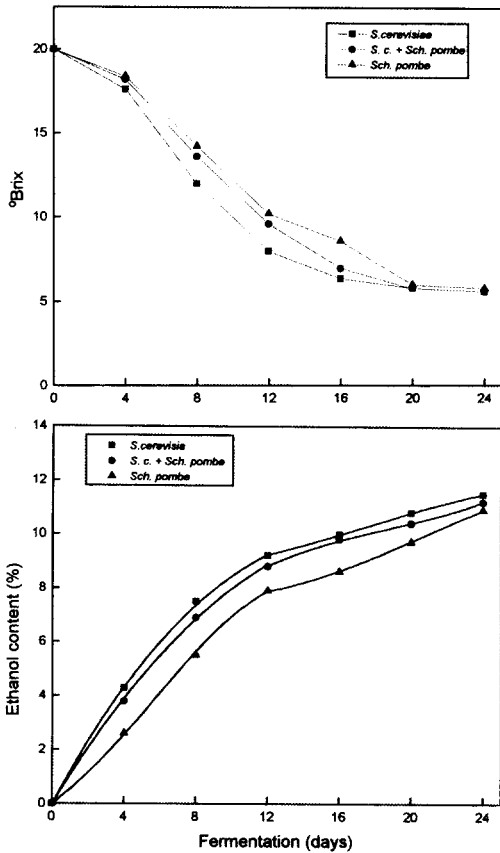 S.cerevisiae
S. c. + Sch. pombe
Sch. pombe
20
15
10
5
0
ºBrix
0 4 8 12 16 20 24
14
12
10
8
6
4
2
0
Ethanol content (%)
S.cerevisia
S. c. + Sch. pombe
Sch. pombe
0 4 8 12 16 20 24
Fermentation (days)